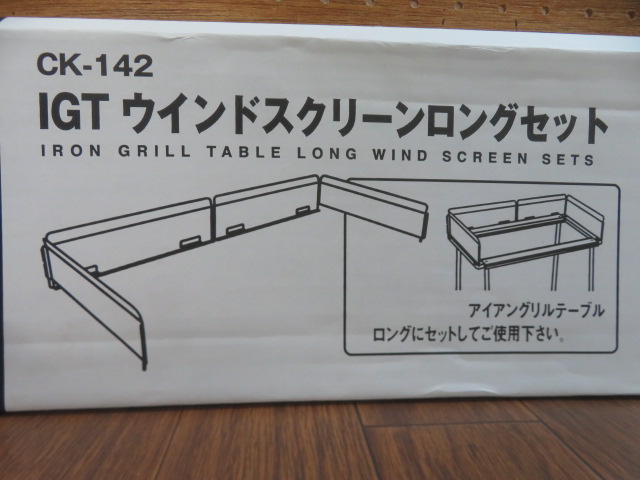 CK-142
IGT ウインドスクリーンロングセット
IRON GRILL TABLE LONG WIND SCREEN SETS
アイアングリルテーブル
ロングにセットしてご使用下さい。